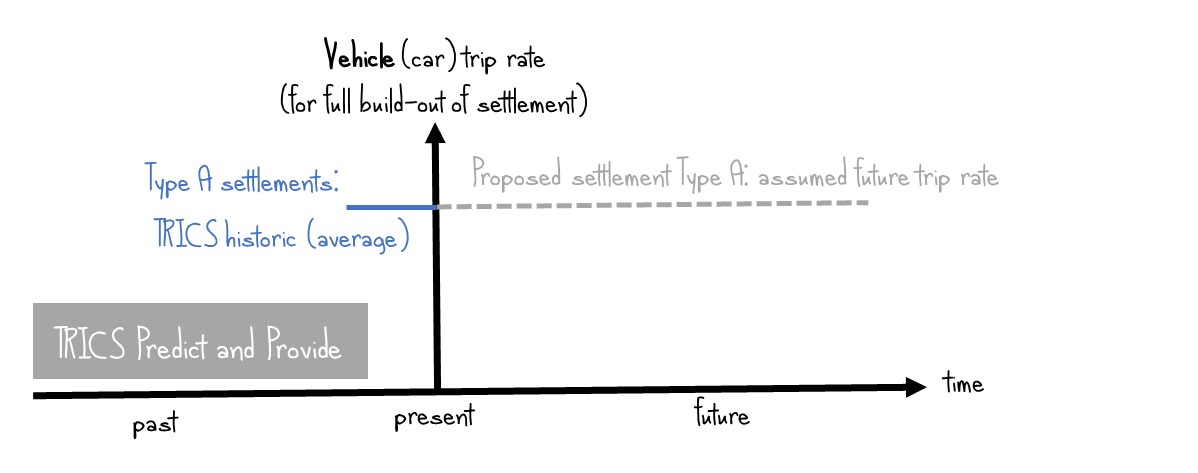 Vehicle (car) trip rate
(for full build-out of settlement)
Type A settlements:
TRICS historic (average)
Proposed settlement Type A: assumed future trip rate
TRICS Predict and Provide
time
past
present
future